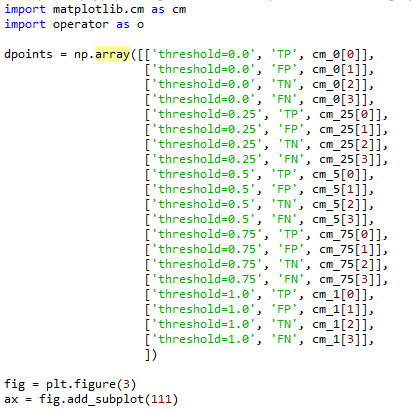 import matplotlib.cm as cm
import operator as o
dpoints = np.array([['threshold=0.0', 'TP', cm_0[0]],
['threshold=0.0', 'FP', cm_0[1]],
['threshold=0.0', 'TN', cm_0[2]],
['threshold=0.0', 'FN', cm_0[3]],
['threshold=0.25', 'TP', cm_25[0]],
['threshold=0.25', 'FP', cm_25[1]],
['threshold=0.25', 'TN', cm_25[2]],
['threshold=0.25', 'FN', cm_25[3]],
['threshold=0.5', 'TP', cm_5[0]],
['threshold=0.5', 'FP', cm_5[1]],
['threshold=0.5', 'TN', cm_5[2]],
['threshold=0.5', 'FN', cm_5[3]],
['threshold=0.75', 'TP', cm_75[0]],
['threshold=0.75', 'FP', cm_75[1]],
['threshold=0.75', 'TN', cm_75[2]],
['threshold=0.75', 'FN', cm_75[3]],
['threshold=1.0', 'TP', cm_1[0]],
['threshold=1.0', 'FP', cm_1[1]],
['threshold=1.0', 'TN', cm_1[2]],
['threshold=1.0', 'FN', cm_1[3]],
])
fig = plt.figure(3)
ax = fig.add_subplot(111)